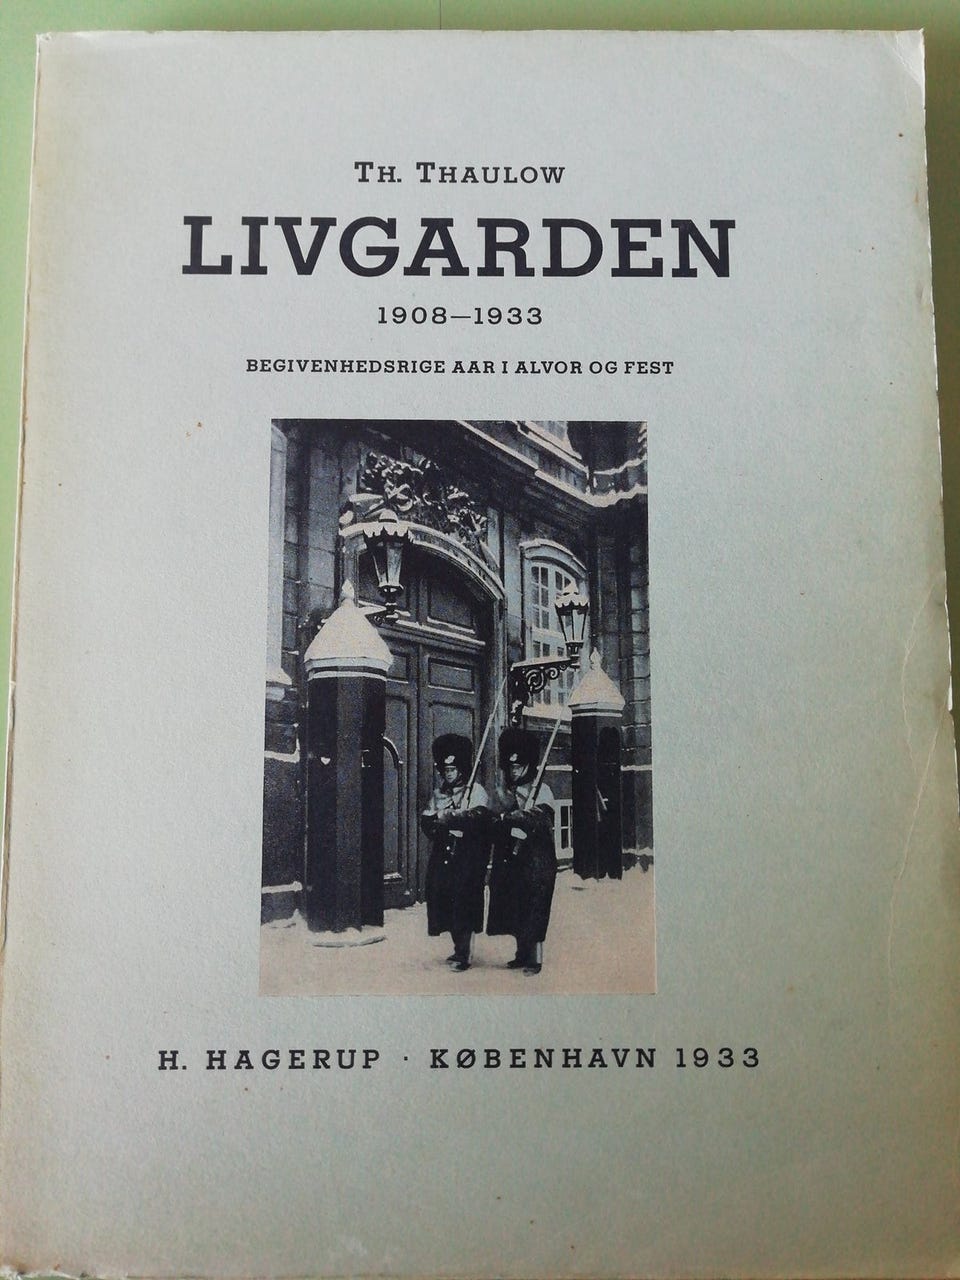 TH. THAULOW
LIVGARDEN
1908—1933
BEGIVENHEDSRIGE AAR I ALVOR OG FEST
H. HAGERUP · KØBENHAVN 1933